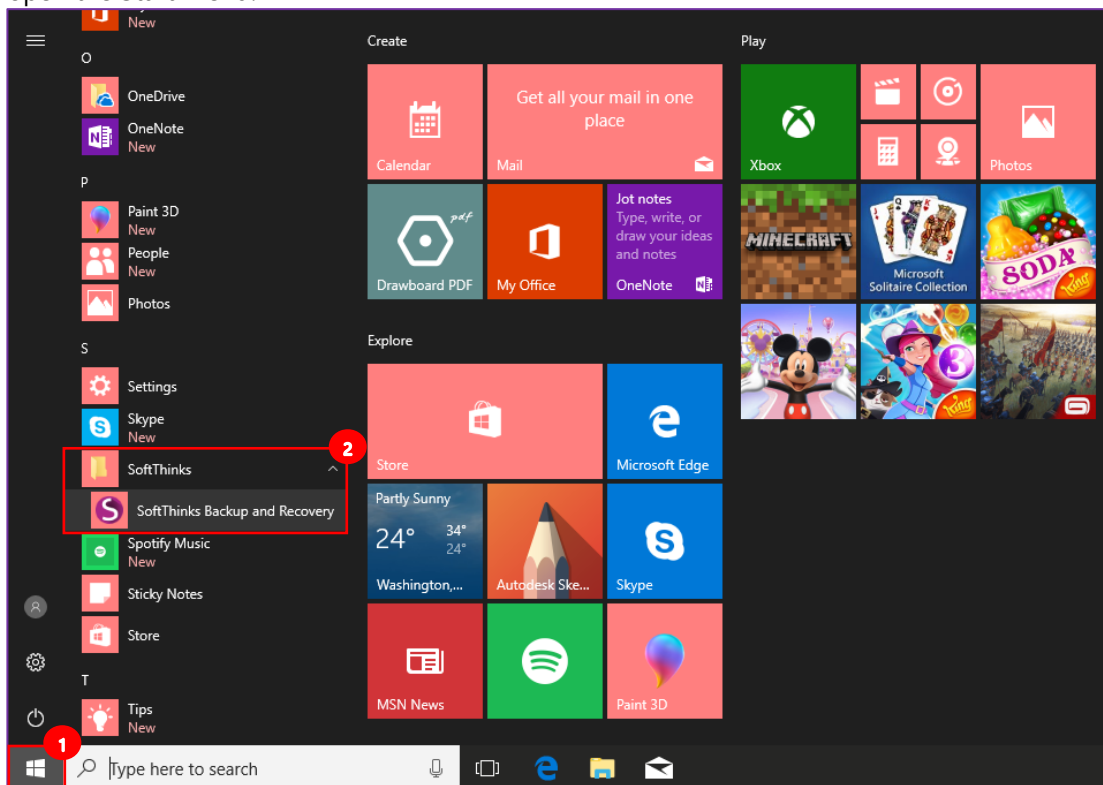 New
O
OneDrive
OneNote
New
P
Paint 3D
New
People
New
Photos
S
Settings
Skype
New
2
SoftThinks
SoftThinks Backup and Recovery
Spotify Music
New
Sticky Notes
Store
T
Tips
New
1
Type here to search
Create
Calendar
Get all your mail in one
place
Mail
Drawboard PDF
pdf
My Office
Jot notes
Type, write, or
draw your ideas
and notes
OneNote
Explore
Store
Microsoft Edge
Partly Sunny
24° 34°
24°
Washington,...
Autodesk Ske...
Skype
MSN News
Paint 3D
Play
Xbox
Photos
MINECRAFT
Microsoft
Solitaire Collection
SODA
King
3
King